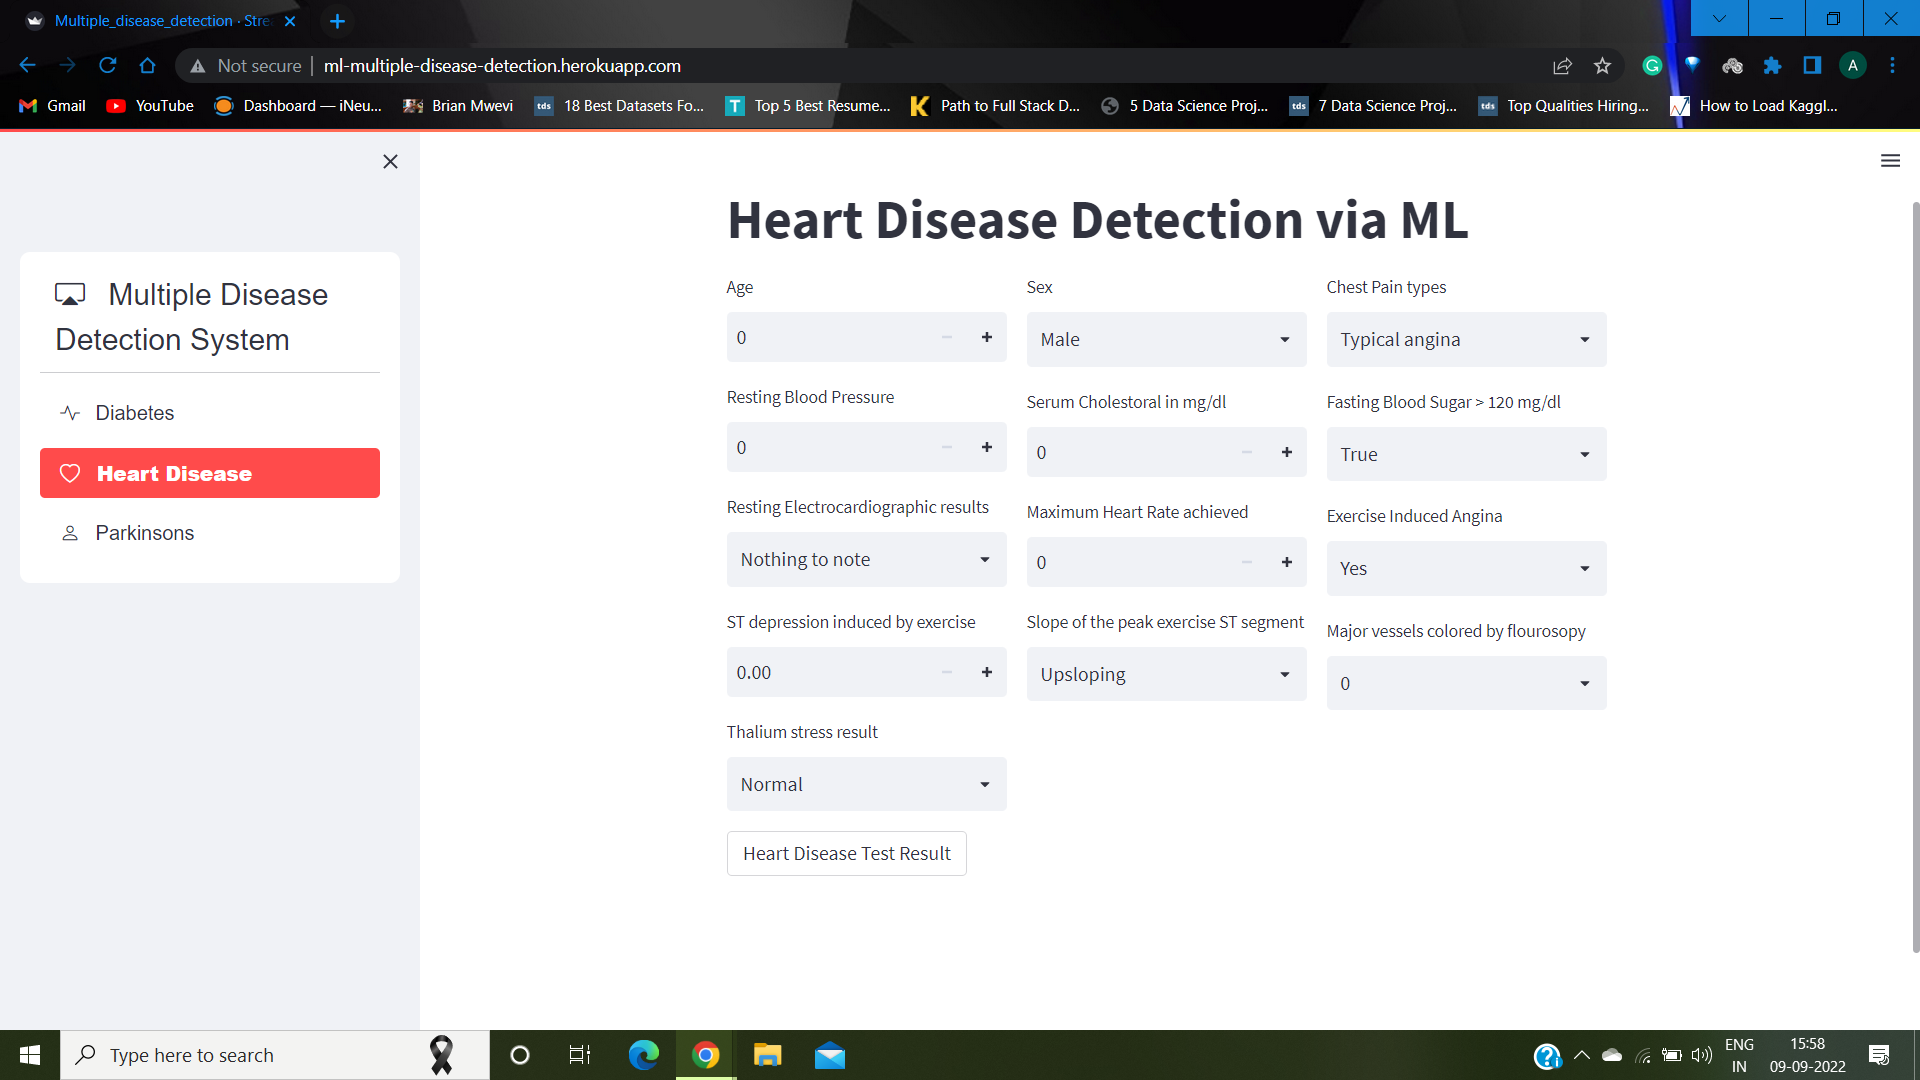 Multiple_disease_detection · Stre
Not secure
ml-multiple-disease-detection.herokuapp.com
A
Gmail
YouTube
Dashboard — iNeu...
Brian Mwevi
tds 18 Best Datasets Fo...
T Top 5 Best Resume...
K Path to Full Stack D...
5 Data Science Proj...
tds 7 Data Science Proj...
tds Top Qualities Hiring...
How to Load Kaggl...
Multiple Disease
Detection System
Diabetes
Heart Disease
Parkinsons
Heart Disease Detection via ML
Age
0
Sex
Male
Chest Pain types
Typical angina
Resting Blood Pressure
0
Serum Cholestoral in mg/dl
0
Fasting Blood Sugar > 120 mg/dl
True
Resting Electrocardiographic results
Nothing to note
Maximum Heart Rate achieved
0
Exercise Induced Angina
Yes
ST depression induced by exercise
0.00
Slope of the peak exercise ST segment
Upsloping
Major vessels colored by flourosopy
0
Thalium stress result
Normal
Heart Disease Test Result
Type here to search
ENG
IN
15:58
09-09-2022